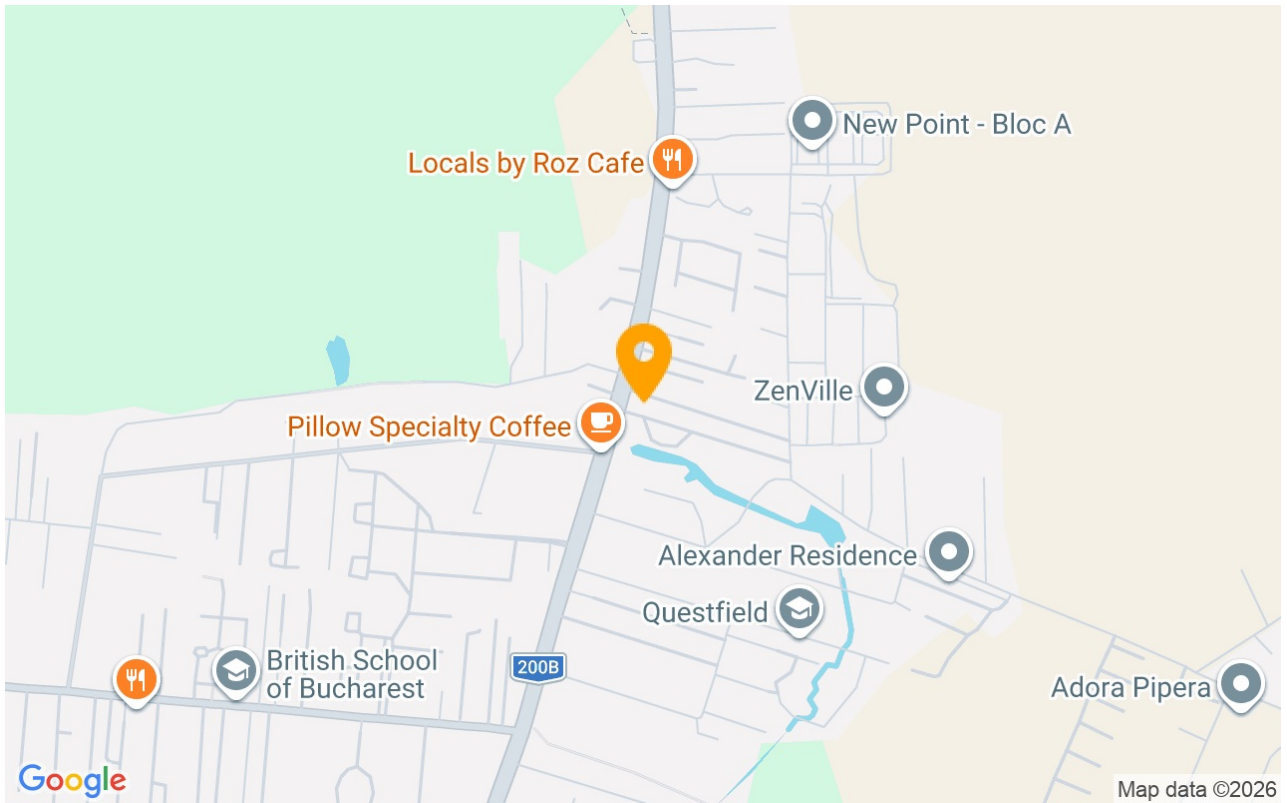 New Point - Bloc A
Locals by Roz Cafe
ZenVille
Pillow Specialty Coffee
Alexander Residence
Questfield
British School
of Bucharest
200B
Adora Pipera
Google
Map data ©2026